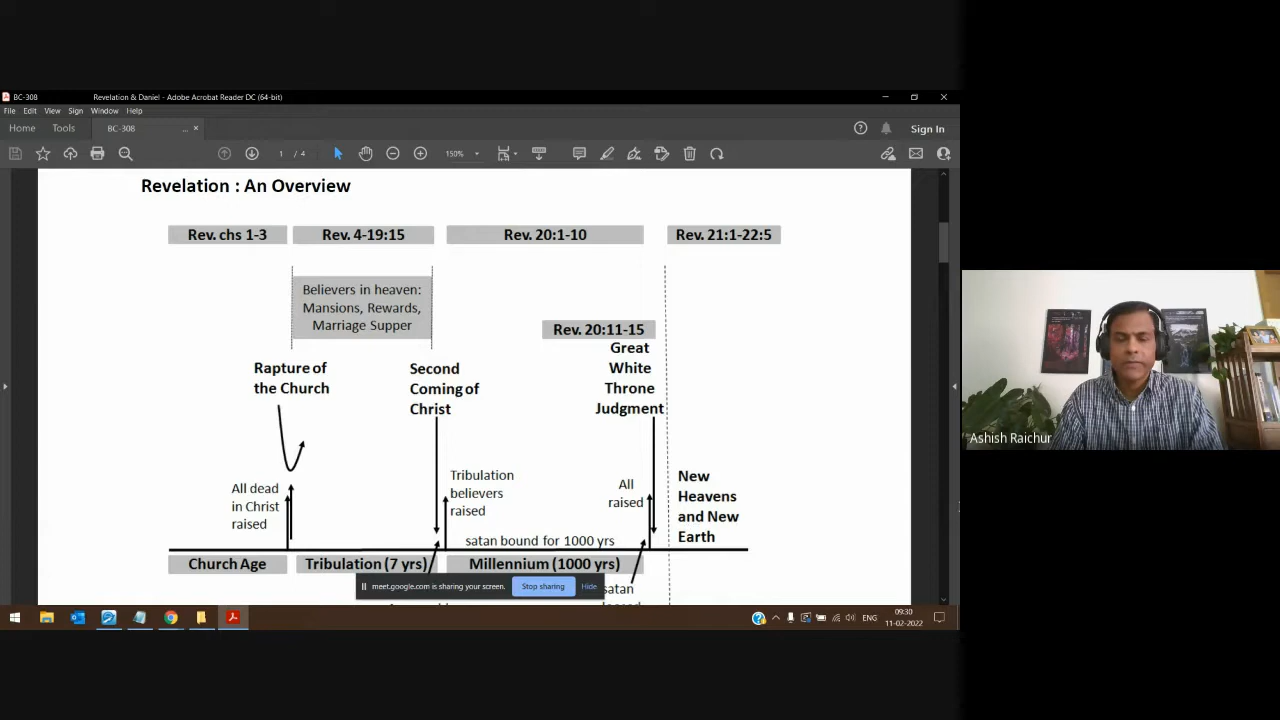 BC-308
Revelation & Daniel - Adobe Acrobat Reader DC (64-bit)
File Edit View Sign Window Help
Home Tools BC-308 ... ×
Sign In
1 / 4
150%
Revelation : An Overview
Rev. chs 1-3
Rev. 4-19:15
Rev. 20:1-10
Rev. 21:1-22:5
Believers in heaven:
Mansions, Rewards,
Marriage Supper
Rev. 20:11-15
Great
White
Throne
Judgment
Rapture of
the Church
Second
Coming of
Christ
All dead
in Christ
raised
Tribulation
believers
raised
All
raised
New
Heavens
and New
Earth
satan bound for 1000 yrs
Church Age
Tribulation (7 yrs)
Millennium (1000 yrs)
satan
meet.google.com is sharing your screen.
Stop sharing
Hide
Ashish Raichur
ENG
09:30
11-02-2022